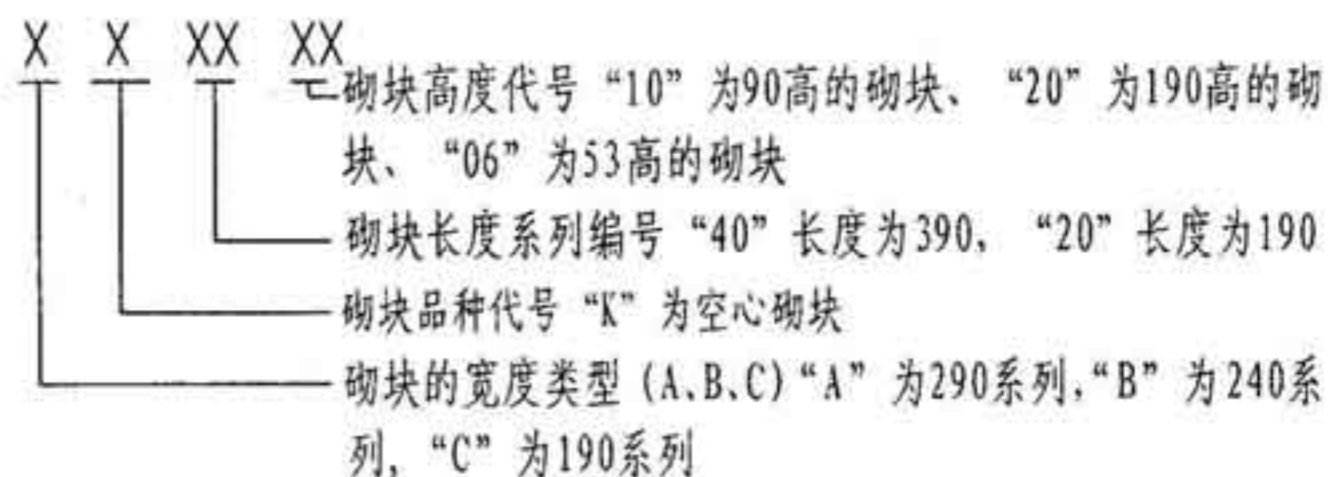 X X XX XX
砌块高度代号“10”为90高的砌块、“20”为190高的砌
块、“06”为53高的砌块
砌块长度系列编号“40”长度为390,“20”长度为190
砌块品种代号“K”为空心砌块
砌块的宽度类型(A、B、C)“A”为290系列,“B”为240系
列,“C”为190系列